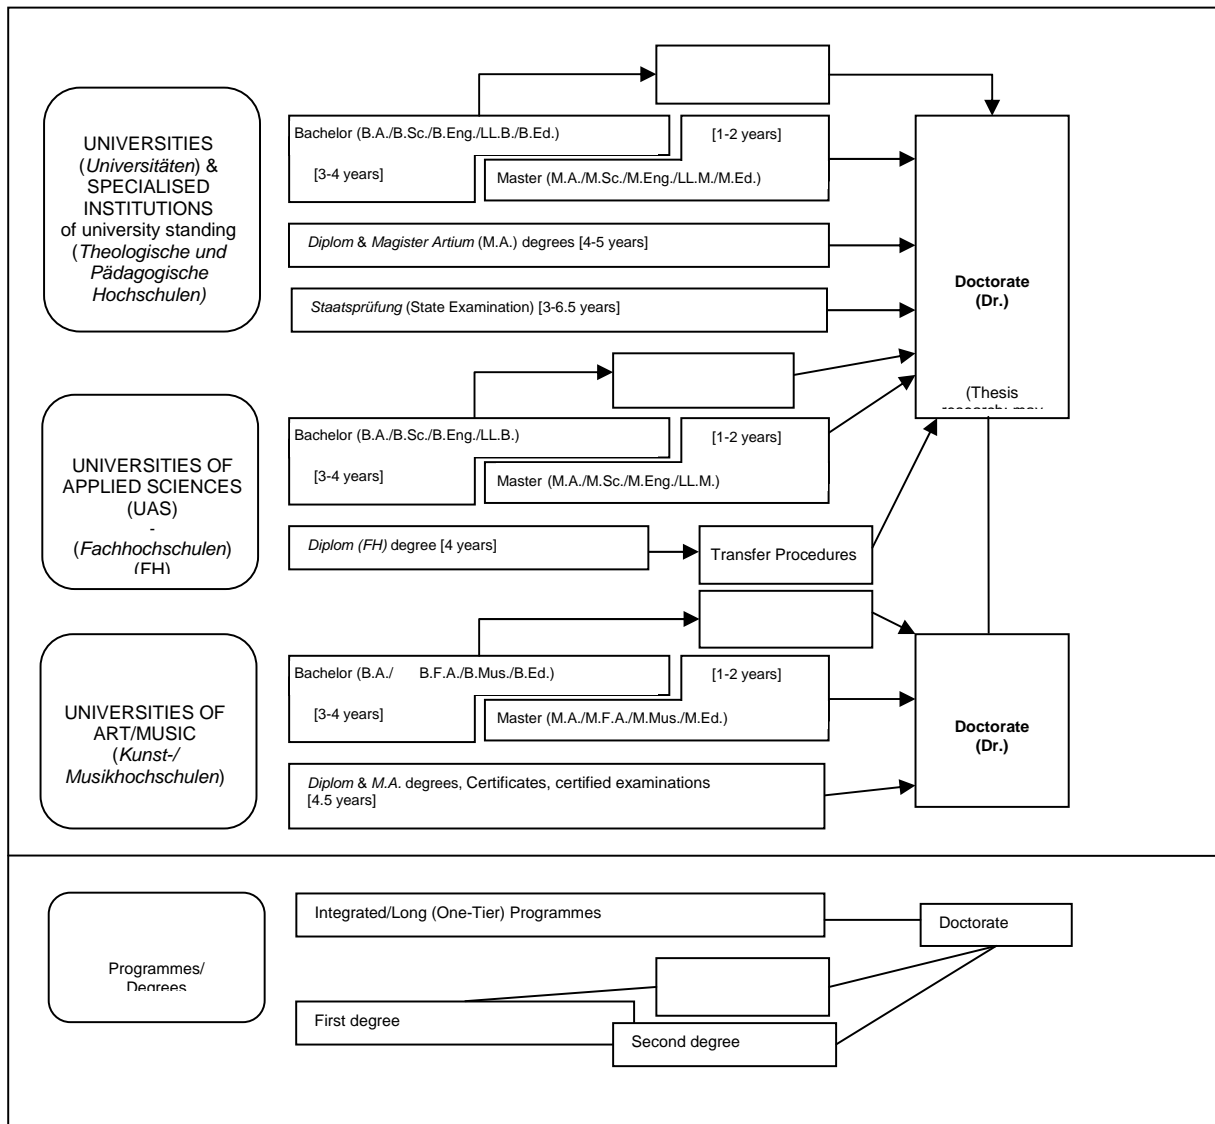 UNIVERSITIES
(Universitäten) &
SPECIALISED
INSTITUTIONS
of university standing
(Theologische und
Pädagogische
Hochschulen)
Bachelor (B.A./B.Sc./B.Eng./LL.B./B.Ed.)
[3-4 years]
[1-2 years]
Master (M.A./M.Sc./M.Eng./LL.M./M.Ed.)
Diplom & Magister Artium (M.A.) degrees [4-5 years]
Staatsprüfung (State Examination) [3-6.5 years]
Doctorate
(Dr.)
(Thesis
research may
UNIVERSITIES OF
APPLIED SCIENCES
(UAS)
-
(Fachhochschulen)
(FH)
Bachelor (B.A./B.Sc./B.Eng./LL.B.)
[3-4 years]
[1-2 years]
Master (M.A./M.Sc./M.Eng./LL.M.)
Diplom (FH) degree [4 years]
Transfer Procedures
UNIVERSITIES OF
ART/MUSIC
(Kunst-/
Musikhochschulen)
Bachelor (B.A./ B.F.A./B.Mus./B.Ed.)
[3-4 years]
[1-2 years]
Master (M.A./M.F.A./M.Mus./M.Ed.)
Diplom & M.A. degrees, Certificates, certified examinations
[4.5 years]
Doctorate
(Dr.)
Programmes/
Degrees
Integrated/Long (One-Tier) Programmes
Doctorate
First degree
Second degree